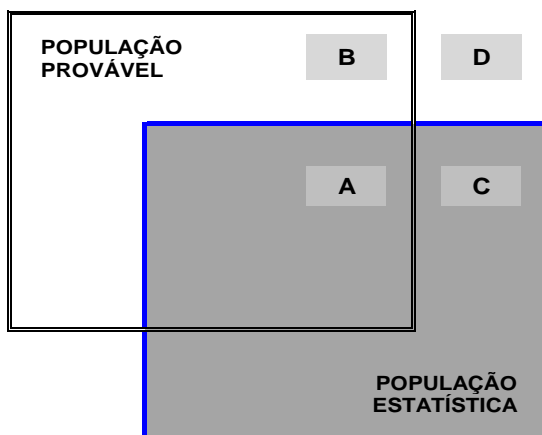 POPULAÇÃO
PROVÁVEL
B
D
A
C
POPULAÇÃO
ESTATÍSTICA